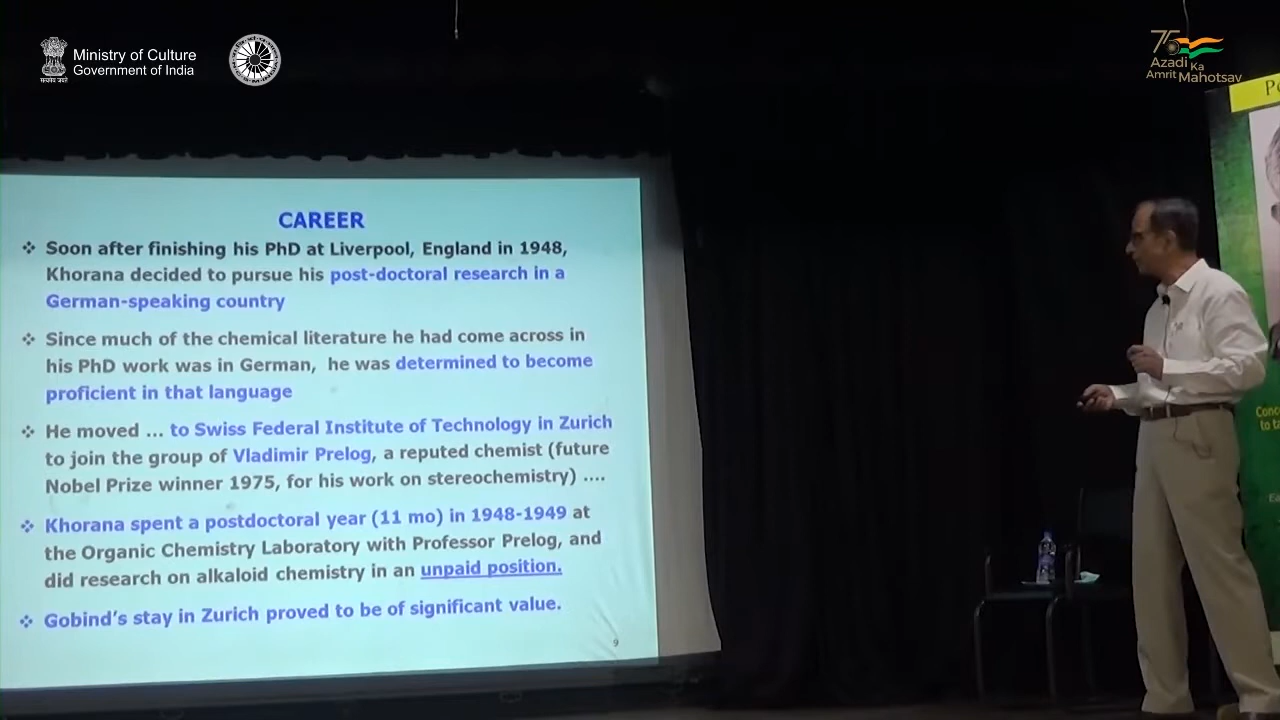 Ministry of Culture
Government of India
सत्यमेव जयते
75
Azadi Ka
Amrit Mahotsav
CAREER
❖ Soon after finishing his PhD at Liverpool, England in 1948,
Khorana decided to pursue his post-doctoral research in a
German-speaking country
❖ Since much of the chemical literature he had come across in
his PhD work was in German, he was determined to become
proficient in that language
❖ He moved ... to Swiss Federal Institute of Technology in Zurich
to join the group of Vladimir Prelog, a reputed chemist (future
Nobel Prize winner 1975, for his work on stereochemistry) ....
❖ Khorana spent a postdoctoral year (11 mo) in 1948-1949 at
the Organic Chemistry Laboratory with Professor Prelog, and
did research on alkaloid chemistry in an unpaid position.
❖ Gobind’s stay in Zurich proved to be of significant value.
9